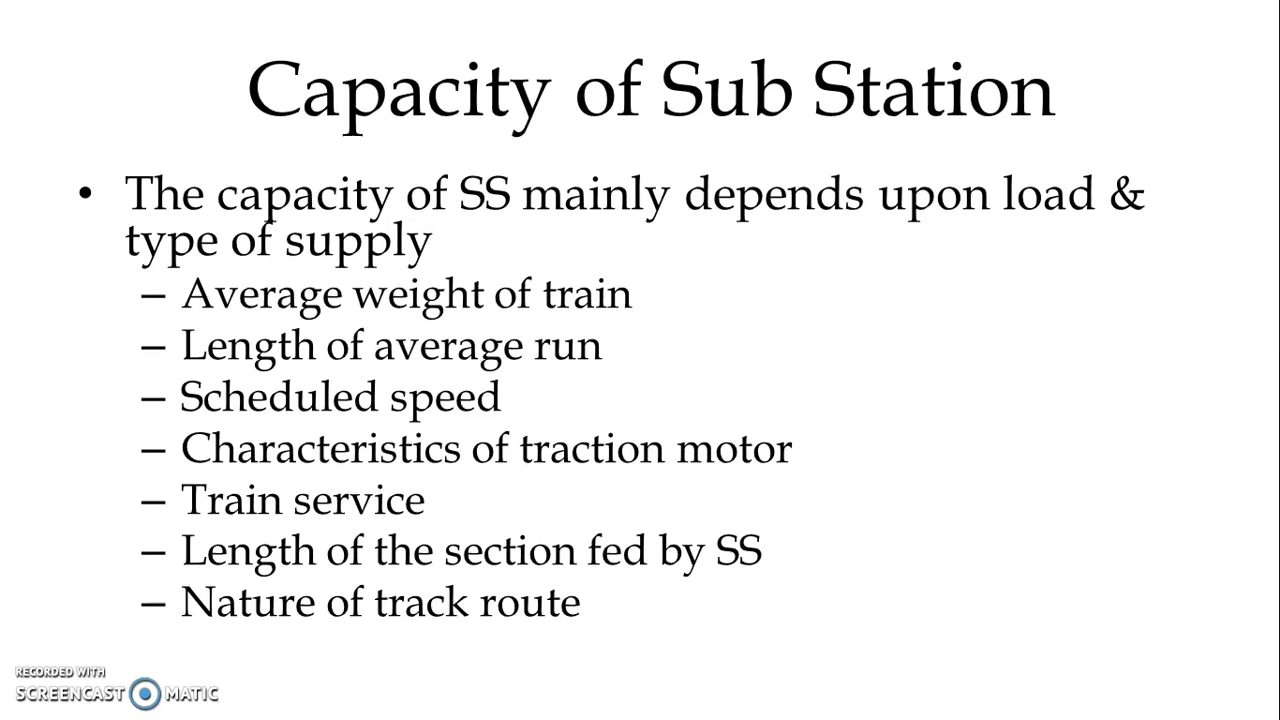 Capacity of Sub Station
• The capacity of SS mainly depends upon load &
type of supply
– Average weight of train
– Length of average run
– Scheduled speed
– Characteristics of traction motor
– Train service
– Length of the section fed by SS
– Nature of track route
RECORDED WITH
SCREENCAST MATIC